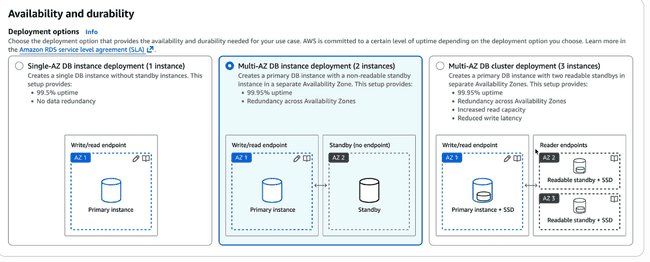 Availability and durability
Deployment options Info
Choose the deployment option that provides the availability and durability needed for your use case. AWS is committed to a certain level of uptime depending on the deployment option you choose. Learn more in
the Amazon RDS service level agreement (SLA).
Single-AZ DB instance deployment (1 instance)
Creates a single DB instance without standby instances. This
setup provides:
• 99.5% uptime
• No data redundancy
Write/read endpoint
AZ 1
Primary instance
Multi-AZ DB instance deployment (2 instances)
Creates a primary DB instance with a non-readable standby
instance in a separate Availability Zone. This setup provides:
• 99.95% uptime
• Redundancy across Availability Zones
Write/read endpoint
AZ 1
Primary instance
Standby (no endpoint)
AZ 2
Standby
Multi-AZ DB cluster deployment (3 instances)
Creates a primary DB instance with two readable standbys in
separate Availability Zones. This setup provides:
• 99.95% uptime
• Redundancy across Availability Zones
• Increased read capacity
• Reduced write latency
Write/read endpoint
AZ 1
Primary instance + SSD
Reader endpoints
AZ 2
Readable standby + SSD
AZ 3
Readable standby + SSD